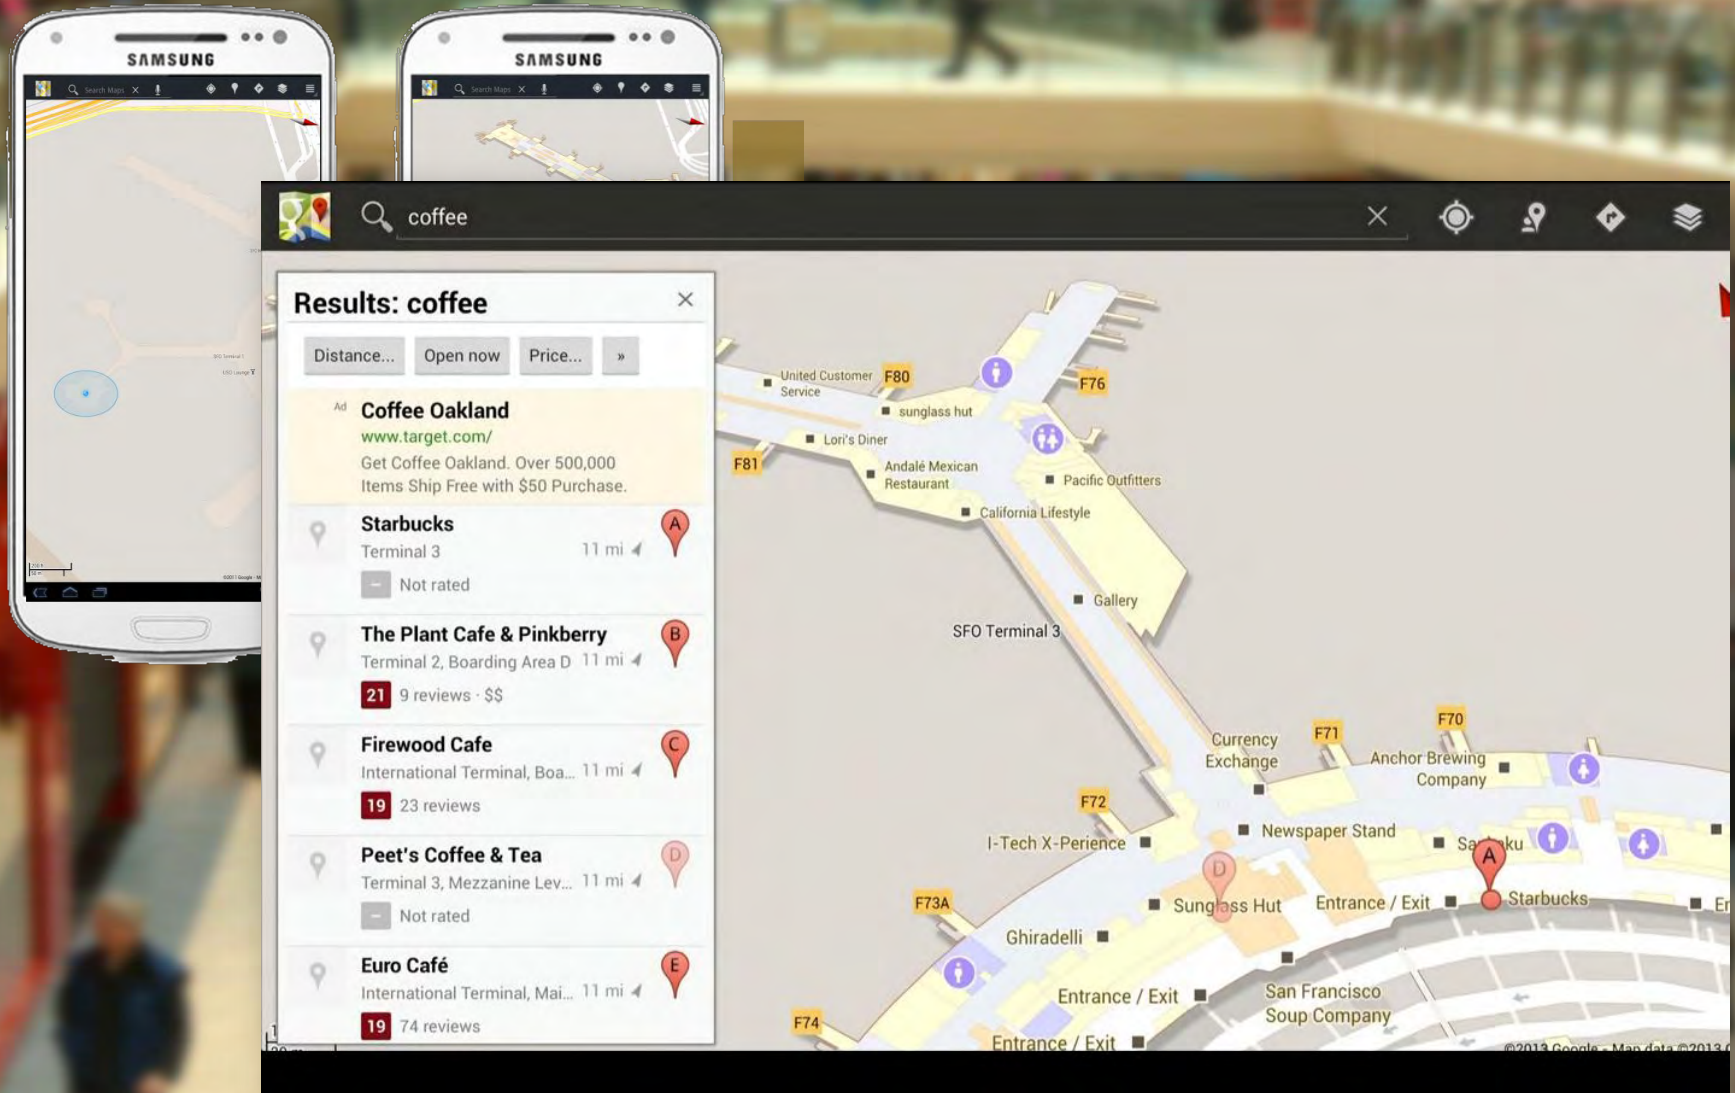 SAMSUNG
SAMSUNG
Search Maps
Search Maps
coffee
Results: coffee
Distance...
Open now
Price...
»
Ad
Coffee Oakland
www.target.com/
Get Coffee Oakland. Over 500,000
Items Ship Free with $50 Purchase.
Starbucks
A
Terminal 3
11 mi
– Not rated
The Plant Cafe & Pinkberry
B
Terminal 2, Boarding Area D
11 mi
21 9 reviews · $$
Firewood Cafe
C
International Terminal, Boa...
11 mi
19 23 reviews
Peet's Coffee & Tea
D
Terminal 3, Mezzanine Lev...
11 mi
– Not rated
Euro Café
E
International Terminal, Mai...
11 mi
19 74 reviews
United Customer
Service
F80
F76
sunglass hut
Lori's Diner
F81
Andalé Mexican
Restaurant
Pacific Outfitters
California Lifestyle
Gallery
SFO Terminal 3
F70
F71
Currency
Exchange
Anchor Brewing
Company
F72
Newspaper Stand
I-Tech X-Perience
A
D
F73A
Sunglass Hut
Entrance / Exit
Starbucks
Ghiradelli
Entrance / Exit
San Francisco
Soup Company
F74
Entrance / Exit
©2013 Google - Map data ©2013